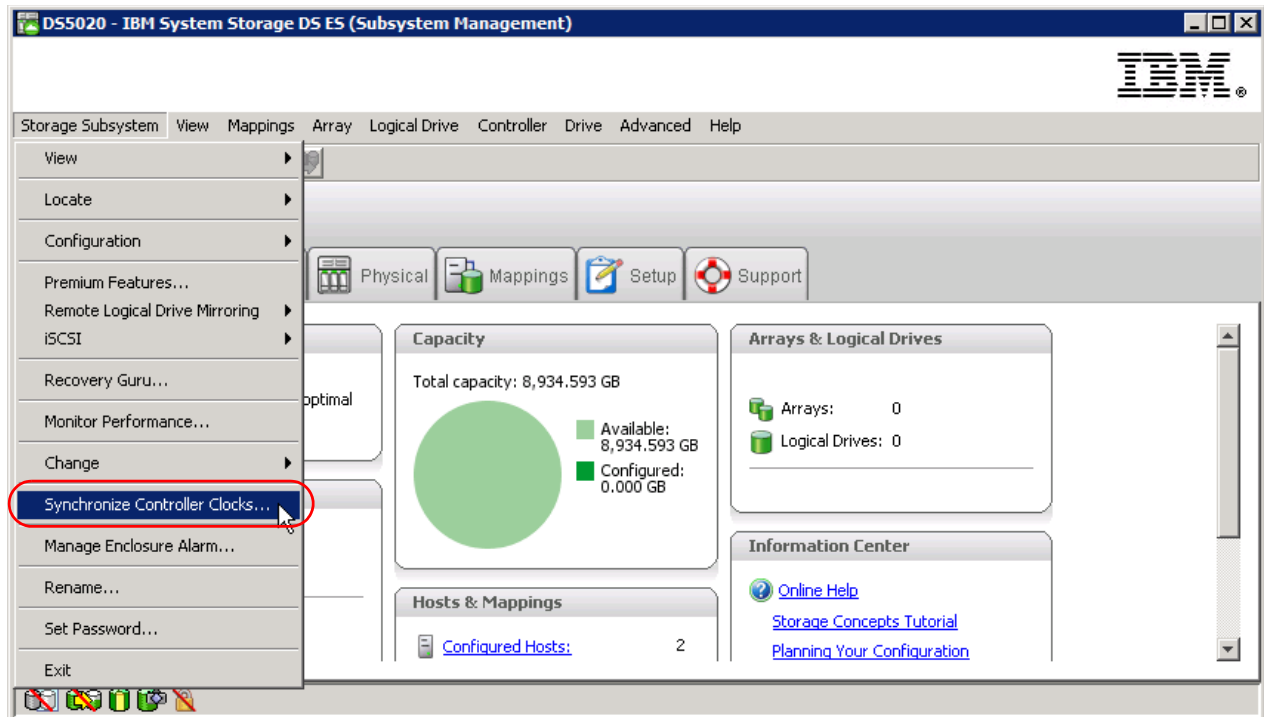 DS5020 - IBM System Storage DS ES (Subsystem Management)
IBM®
Storage Subsystem View Mappings Array Logical Drive Controller Drive Advanced Help
View
Locate
Configuration
Premium Features...
Remote Logical Drive Mirroring
iSCSI
Recovery Guru...
Monitor Performance...
Change
Synchronize Controller Clocks...
Manage Enclosure Alarm...
Rename...
Set Password...
Exit
Physical Mappings Setup Support
optimal
Capacity
Total capacity: 8,934.593 GB
Available:
8,934.593 GB
Configured:
0.000 GB
Hosts & Mappings
Configured Hosts: 2
Arrays & Logical Drives
Arrays: 0
Logical Drives: 0
Information Center
Online Help
Storage Concepts Tutorial
Planning Your Configuration